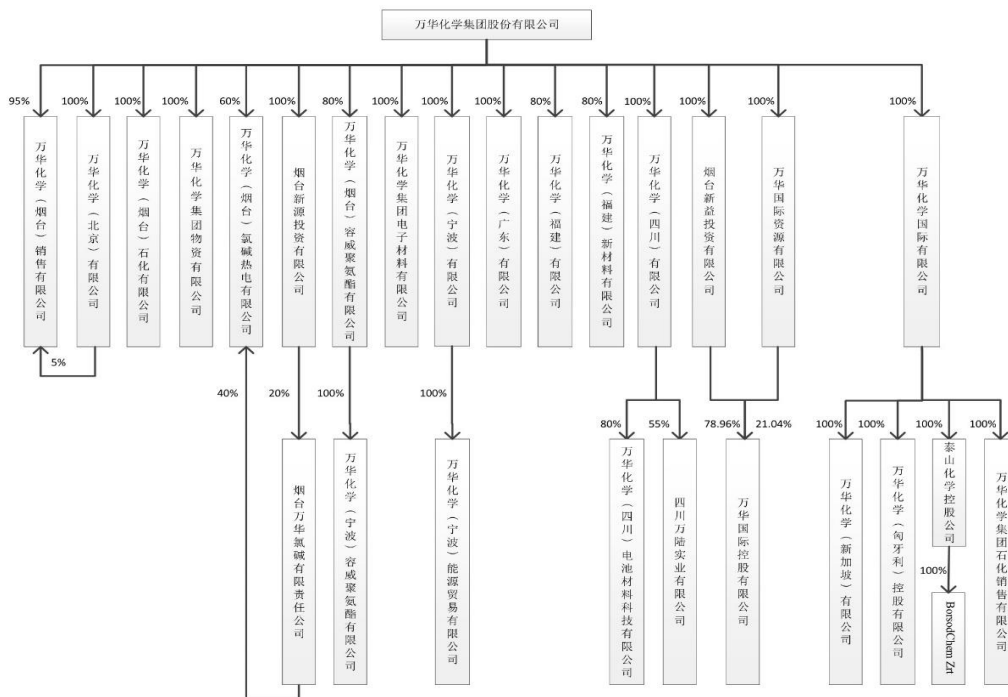 万华化学集团股份有限公司
95%
100%
100%
100%
60%
100%
80%
100%
100%
100%
80%
80%
100%
100%
100%
100%
万华化学（烟台）销售有限公司
万华化学（北京）有限公司
万华化学（烟台）石化有限公司
万华化学集团物资有限公司
万华化学（烟台）氯碱热电有限公司
烟台新源投资有限公司
万华化学（烟台）容威聚氨酯有限公司
万华化学集团电子材料有限公司
万华化学（宁波）有限公司
万华化学（广东）有限公司
万华化学（福建）有限公司
万华化学（福建）新材料有限公司
万华化学（四川）有限公司
烟台新益投资有限公司
万华国际资源有限公司
万华化学国际有限公司
5%
40%
20%
100%
100%
80%
55%
78.96%
21.04%
100%
100%
100%
100%
烟台万华氯碱有限责任公司
万华化学（宁波）容威聚氨酯有限公司
万华化学（宁波）能源贸易有限公司
万华化学（四川）电池材料科技有限公司
四川万陆实业有限公司
万华国际控股有限公司
万华化学（新加坡）有限公司
万华化学（匈牙利）控股有限公司
泰山化学控股公司
万华化学集团石化销售有限公司
100%
BorsodChem Zrt